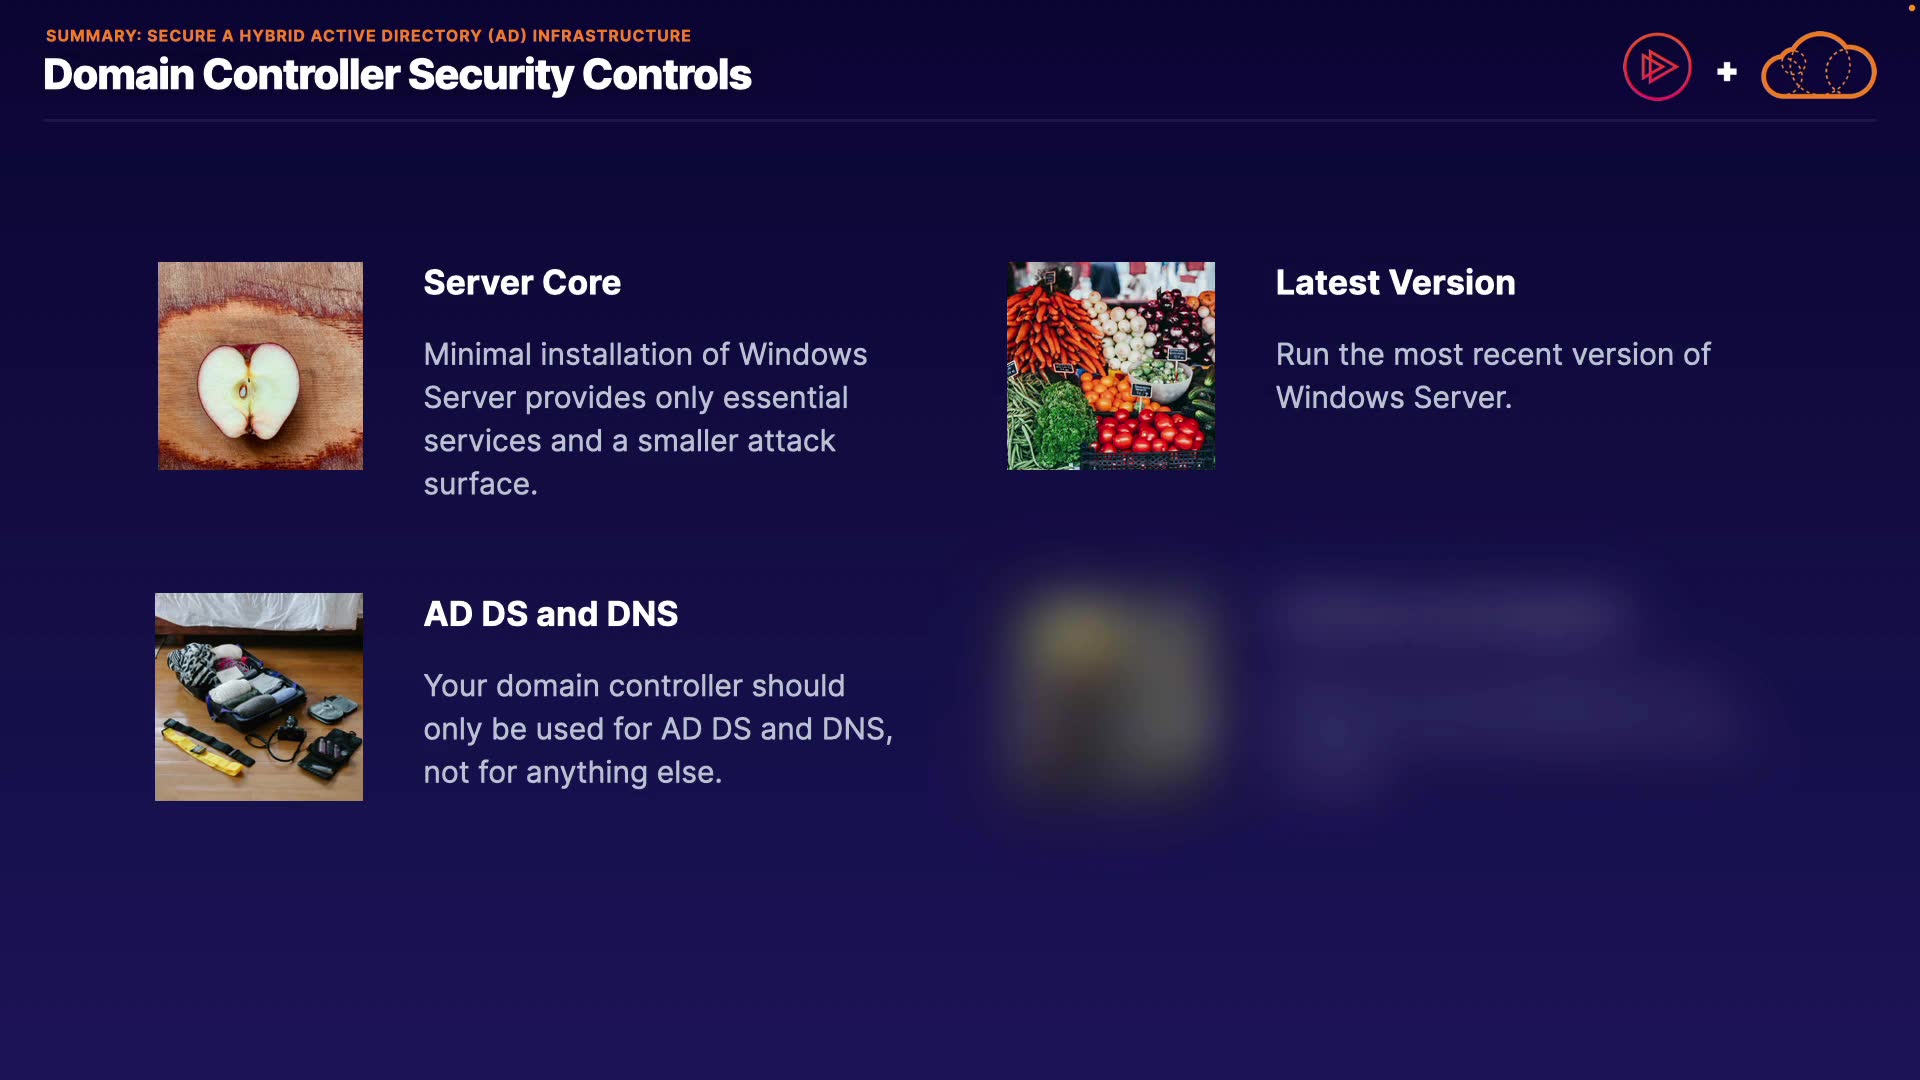 SUMMARY: SECURE A HYBRID ACTIVE DIRECTORY (AD) INFRASTRUCTURE
Domain Controller Security Controls
+
Server Core
Minimal installation of Windows
Server provides only essential
services and a smaller attack
surface.
Latest Version
Run the most recent version of
Windows Server.
AD DS and DNS
Your domain controller should
only be used for AD DS and DNS,
not for anything else.